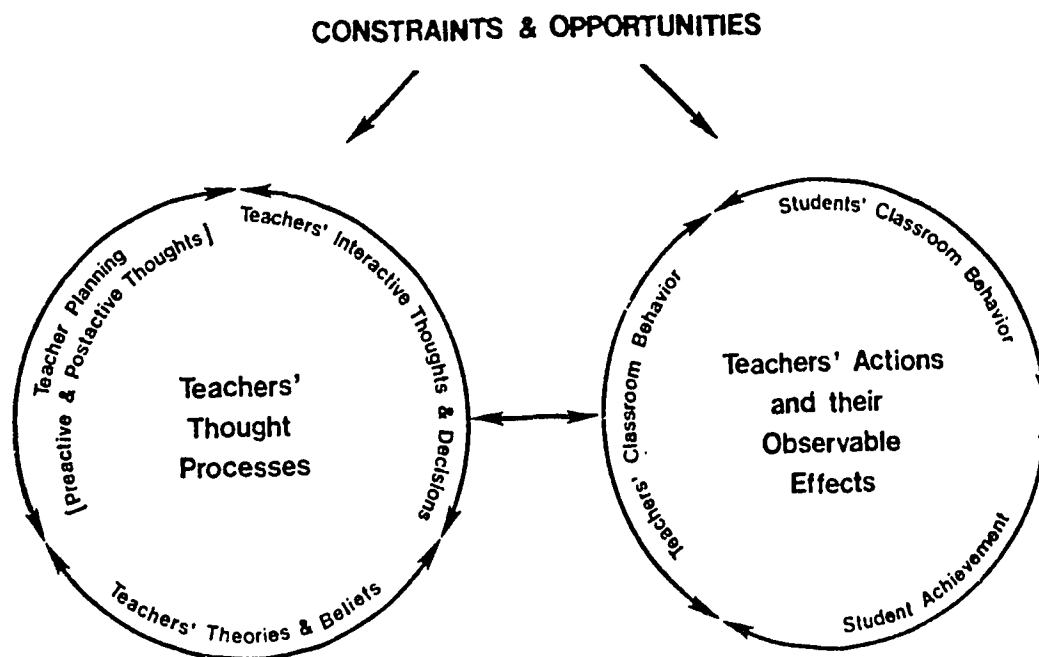 CONSTRAINTS & OPPORTUNITIES
Teacher Planning
[Preactive & Postactive Thoughts]
Teachers' Interactive Thoughts & Decisions
Teachers' Theories & Beliefs
Teachers'
Thought
Processes
Students' Classroom Behavior
Teachers' Classroom Behavior
Student Achievement
Teachers' Actions
and their
Observable
Effects